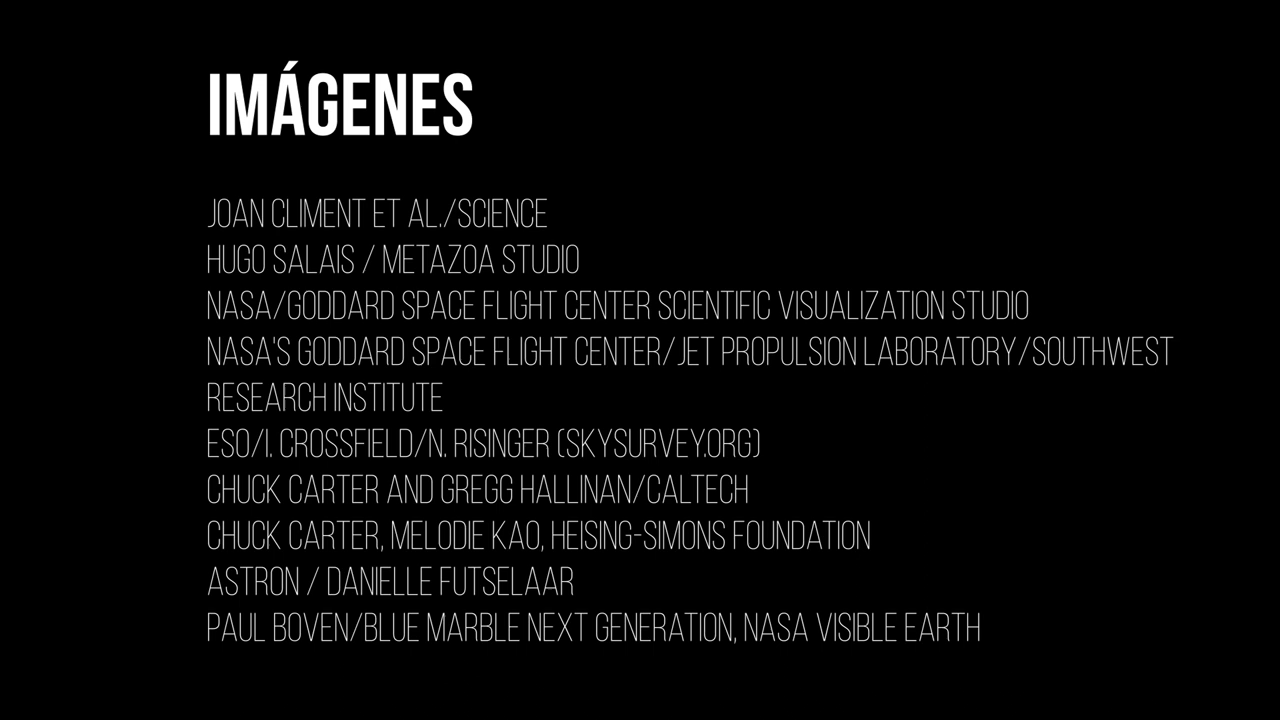 IMÁGENES
JOAN CLIMENT ET AL./SCIENCE
HUGO SALAIS / METAZOA STUDIO
NASA/GODDARD SPACE FLIGHT CENTER SCIENTIFIC VISUALIZATION STUDIO
NASA'S GODDARD SPACE FLIGHT CENTER/JET PROPULSION LABORATORY/SOUTHWEST
RESEARCH INSTITUTE
ESO/I. CROSSFIELD/N. RISINGER (SKYSURVEY.ORG)
CHUCK CARTER AND GREGG HALLINAN/CALTECH
CHUCK CARTER, MELODIE KAO, HEISING-SIMONS FOUNDATION
ASTRON / DANIELLE FUTSELAAR
PAUL BOVEN/BLUE MARBLE NEXT GENERATION, NASA VISIBLE EARTH